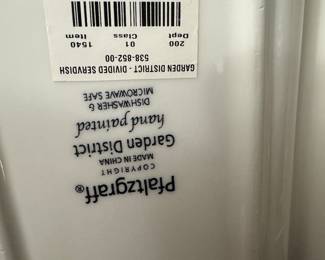 Pfaltzgraff®
COPYRIGHT
MADE IN CHINA
Garden District
hand painted
DISHWASHER &
MICROWAVE SAFE
538-852-00
GARDEN DISTRICT - DIVIDED SERVDISH
1540 01 200
Item Class Dept